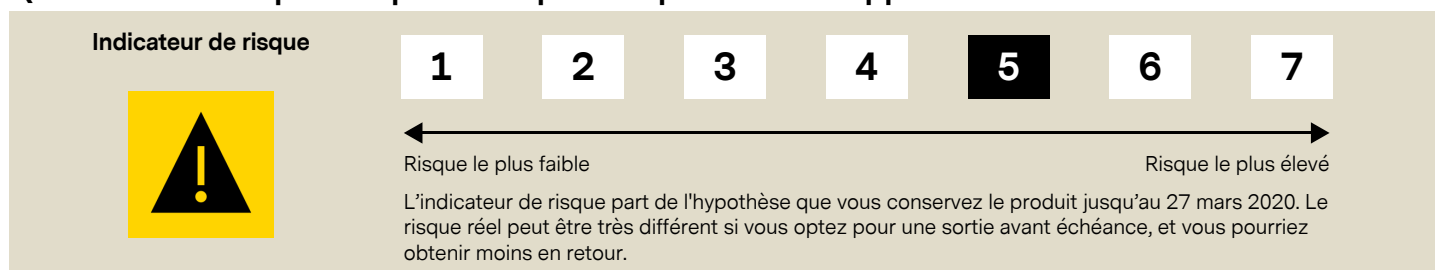 Indicateur de risque
1 2 3 4 5 6 7
Risque le plus faible
Risque le plus élevé
L’indicateur de risque part de l'hypothèse que vous conservez le produit jusqu’au 27 mars 2020. Le
risque réel peut être très différent si vous optez pour une sortie avant échéance, et vous pourriez
obtenir moins en retour.